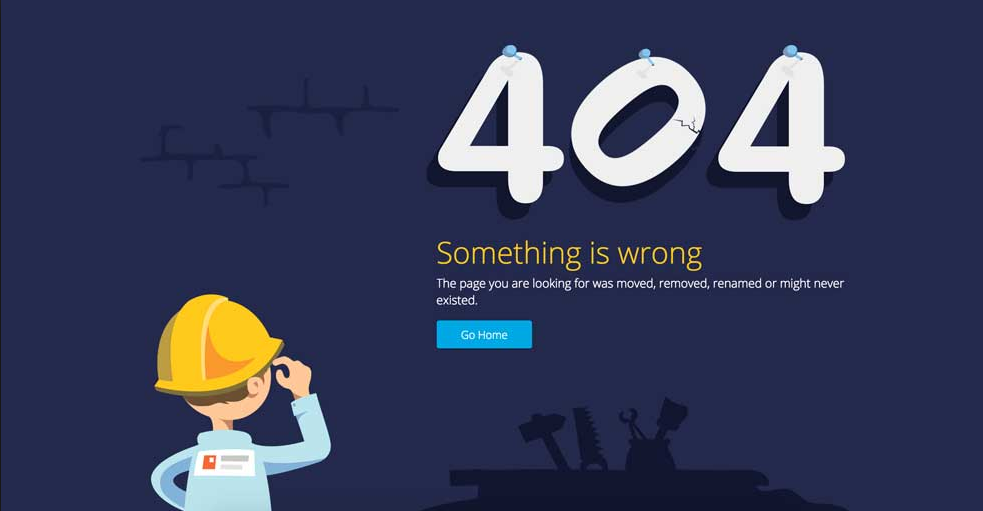 404
Something is wrong
The page you are looking for was moved, removed, renamed or might never
existed.
Go Home